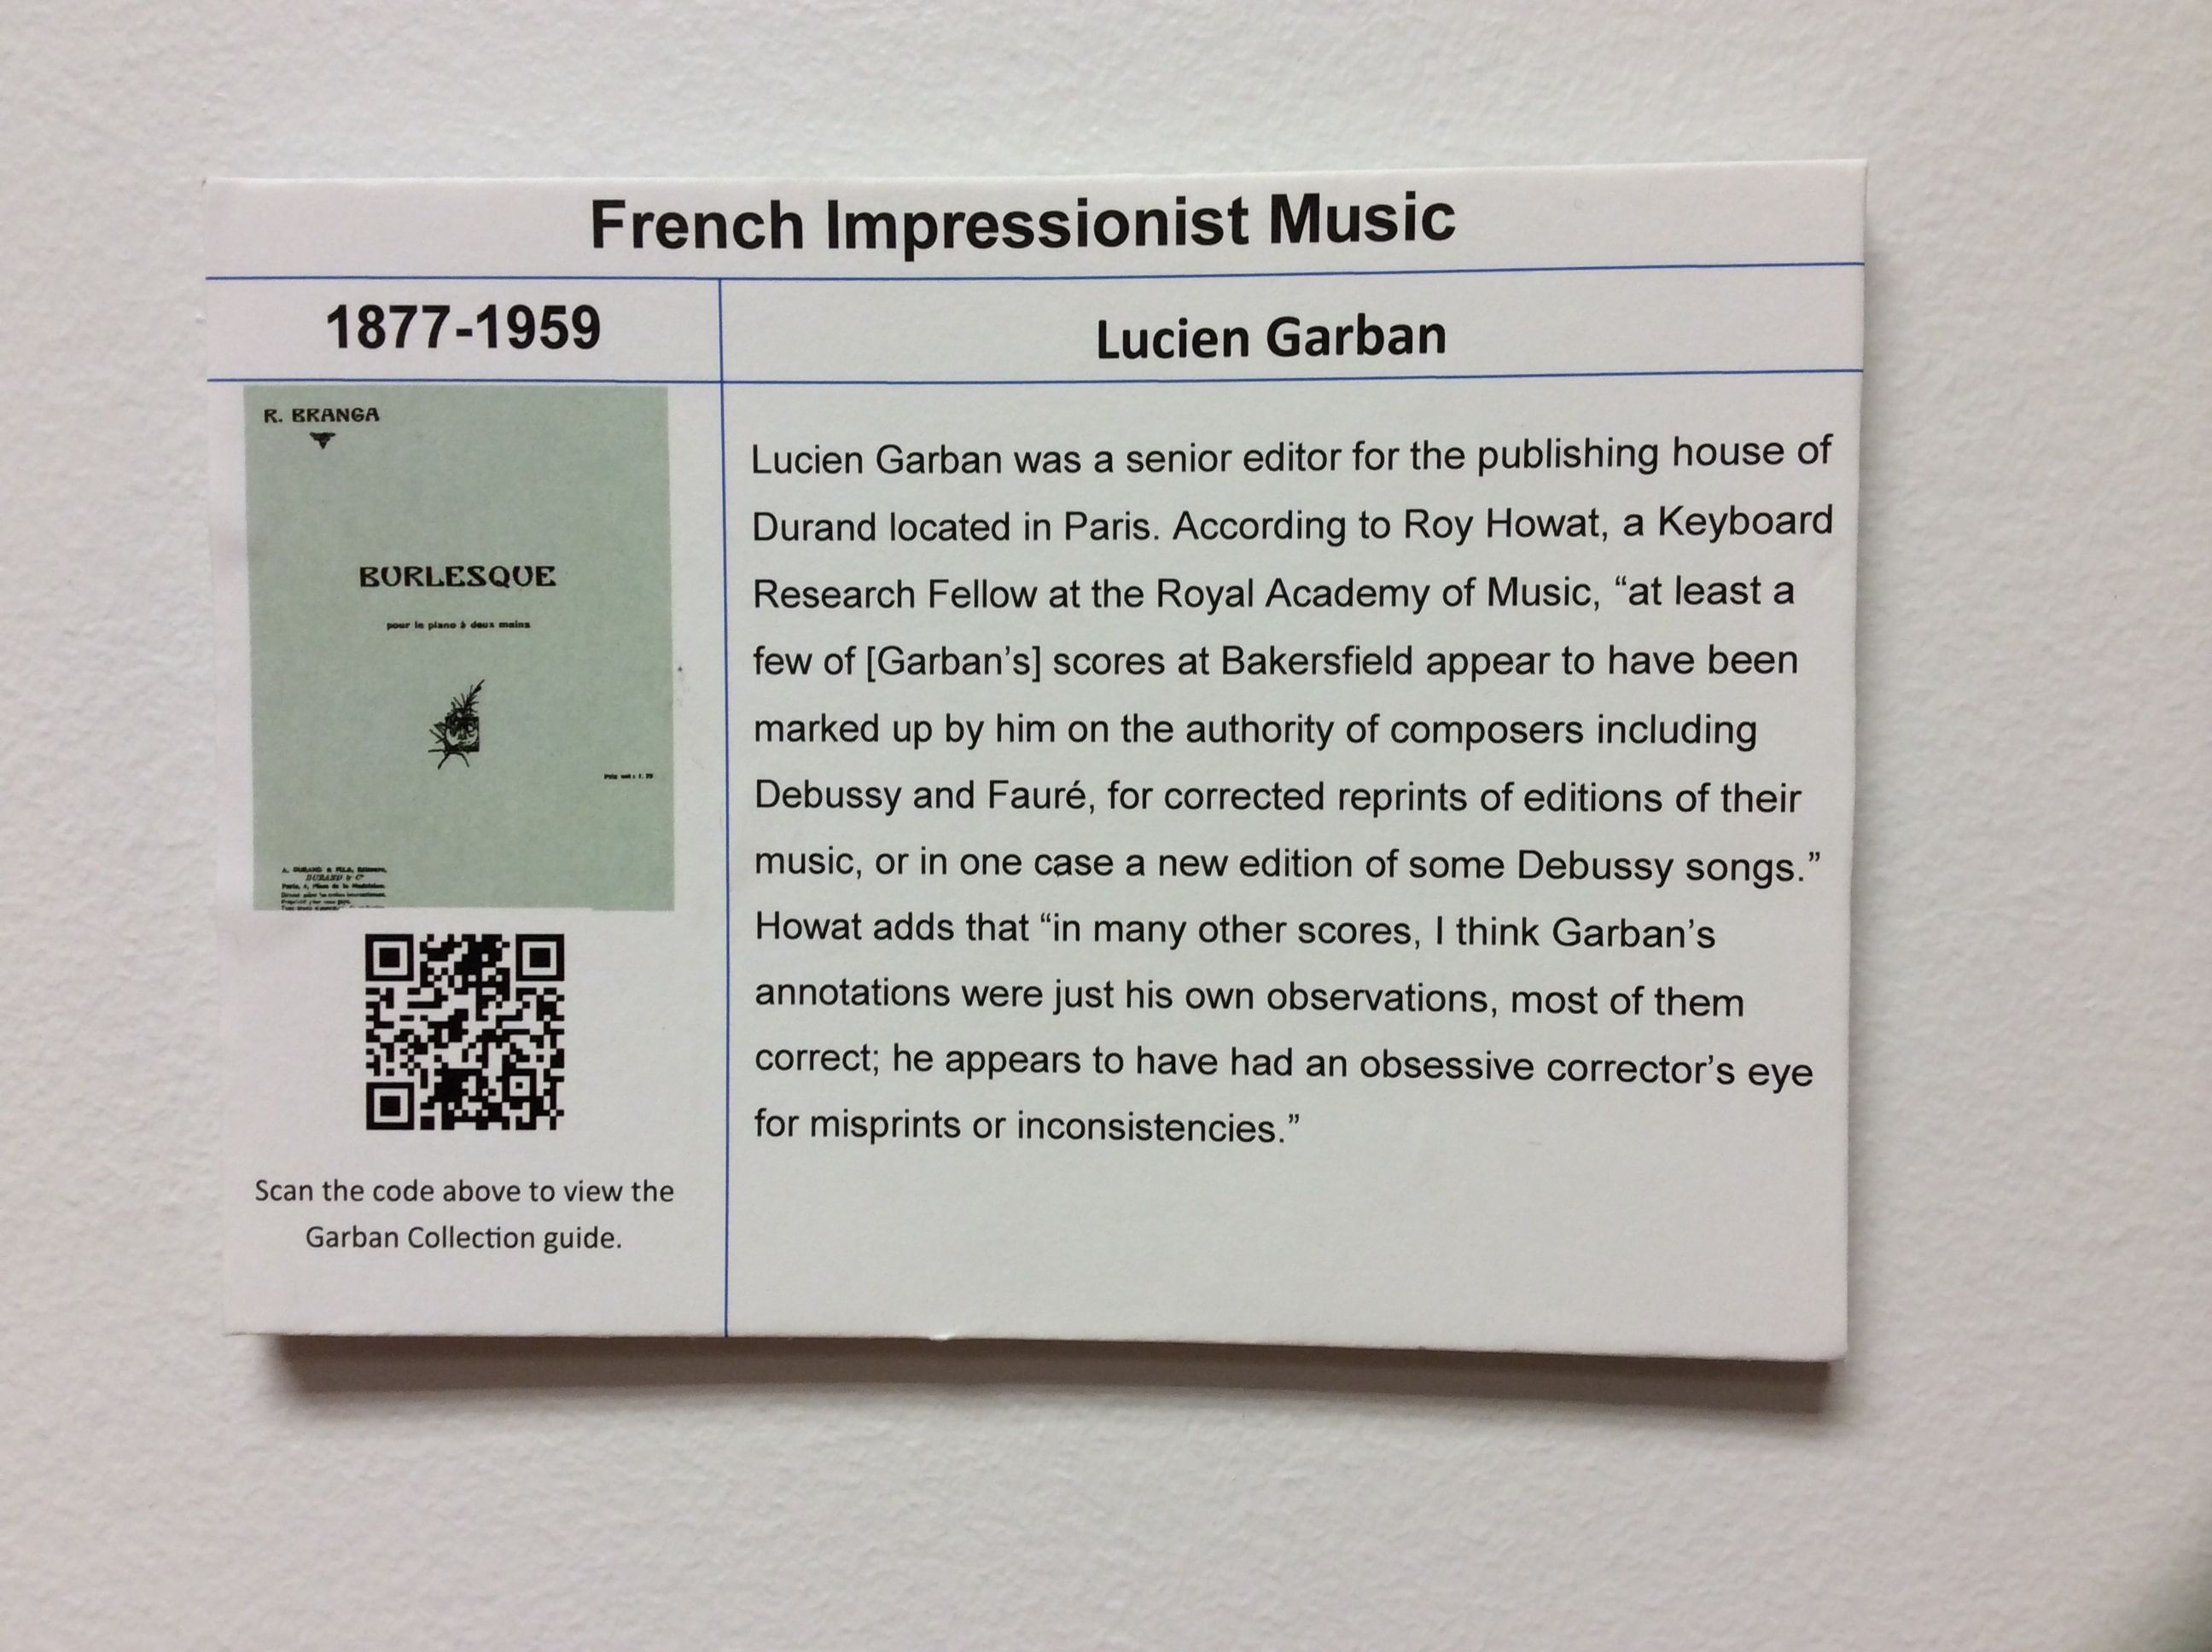 French Impressionist Music
1877-1959
Lucien Garban
R. BRANGA
BURLESQUE
pour le piano à deux mains
A. DURAND & FILS, Éditeurs,
DURAND & Cⁱᵉ
Paris, 4, Place de la Madeleine.
Scan the code above to view the
Garban Collection guide.
Lucien Garban was a senior editor for the publishing house of
Durand located in Paris. According to Roy Howat, a Keyboard
Research Fellow at the Royal Academy of Music, “at least a
few of [Garban’s] scores at Bakersfield appear to have been
marked up by him on the authority of composers including
Debussy and Fauré, for corrected reprints of editions of their
music, or in one case a new edition of some Debussy songs.”
Howat adds that “in many other scores, I think Garban’s
annotations were just his own observations, most of them
correct; he appears to have had an obsessive corrector’s eye
for misprints or inconsistencies.”